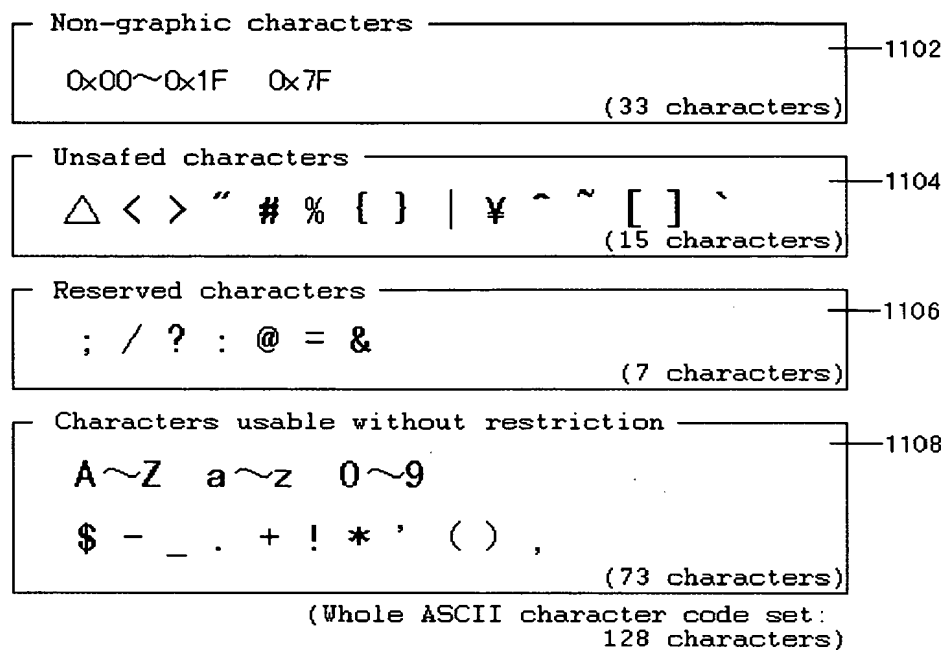 Non-graphic characters
1102
0x00～0x1F 0x7F
(33 characters)
Unsafed characters
1104
△ < > ″ # % { } | ¥ ^ ~ [ ] `
(15 characters)
Reserved characters
1106
; / ? : @ = &
(7 characters)
Characters usable without restriction
1108
A～Z a～z 0～9
$ - _ . + ! * ' ( ) ,
(73 characters)
(Whole ASCII character code set:
128 characters)